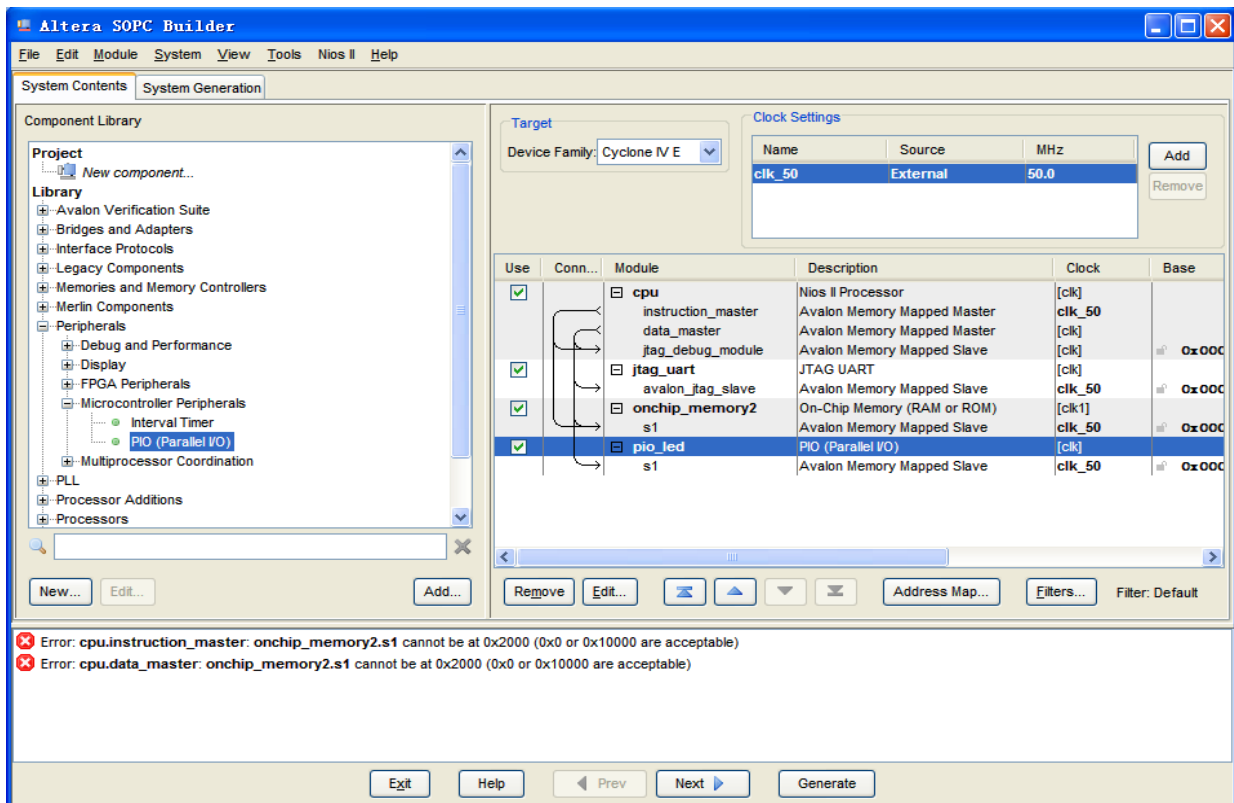 Altera SOPC Builder
File Edit Module System View Tools Nios II Help
System Contents System Generation
Component Library
Project
New component...
Library
Avalon Verification Suite
Bridges and Adapters
Interface Protocols
Legacy Components
Memories and Memory Controllers
Merlin Components
Peripherals
Debug and Performance
Display
FPGA Peripherals
Microcontroller Peripherals
Interval Timer
PIO (Parallel I/O)
Multiprocessor Coordination
PLL
Processor Additions
Processors
New... Edit... Add...
Target
Device Family: Cyclone IV E
Clock Settings
Name Source MHz
clk_50 External 50.0
Add
Remove
Use Conn... Module Description Clock Base
cpu Nios II Processor [clk]
instruction_master Avalon Memory Mapped Master clk_50
data_master Avalon Memory Mapped Master [clk]
jtag_debug_module Avalon Memory Mapped Slave [clk] 0x000
jtag_uart JTAG UART [clk]
avalon_jtag_slave Avalon Memory Mapped Slave clk_50 0x000
onchip_memory2 On-Chip Memory (RAM or ROM) [clk1]
s1 Avalon Memory Mapped Slave clk_50 0x000
pio_led PIO (Parallel I/O) [clk]
s1 Avalon Memory Mapped Slave clk_50 0x000
Remove Edit... Address Map... Filters... Filter: Default
Error: cpu.instruction_master: onchip_memory2.s1 cannot be at 0x2000 (0x0 or 0x10000 are acceptable)
Error: cpu.data_master: onchip_memory2.s1 cannot be at 0x2000 (0x0 or 0x10000 are acceptable)
Exit Help Prev Next Generate